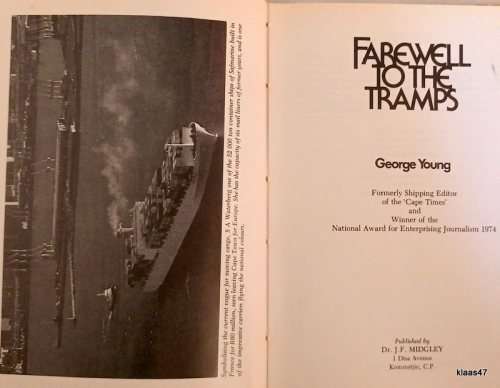 Symbolising the current vogue for moving cargo, S A Waterberg one of the 52 000 ton container ships of Safmarine built in
France for R80 million, seen leaving Cape Town for Europe. She has the capacity of six mail liners of former years, and is one
of the impressive carriers flying the national colours.
FAREWELL
TO THE
TRAMPS
George Young
Formerly Shipping Editor
of the 'Cape Times'
and
Winner of the
National Award for Enterprising Journalism 1974
Published by
Dr. J.F. MIDGLEY
1 Disa Avenue
Kommetjie, C.P.
klaas47